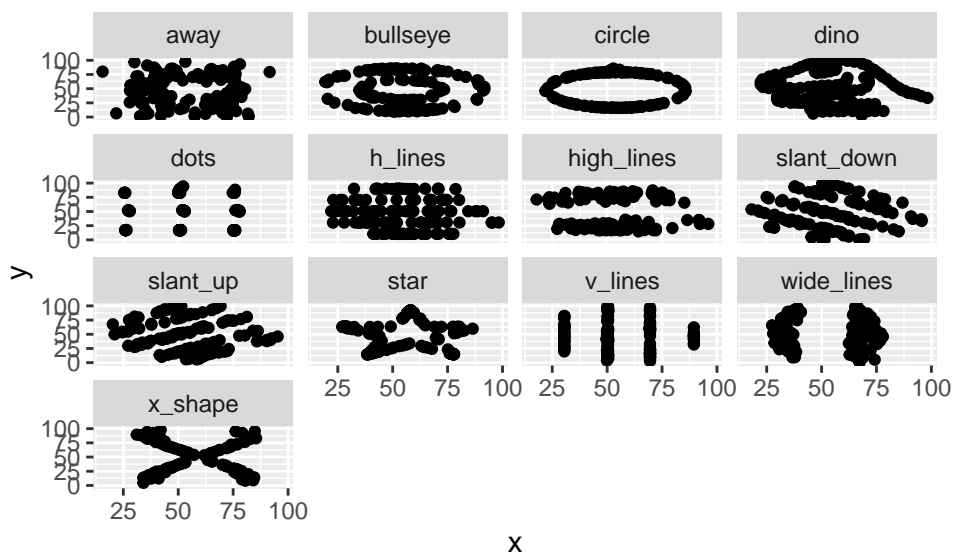 away bullseye circle dino
100
75
50
25
0
dots h_lines high_lines slant_down
100
75
50
25
0
slant_up star v_lines wide_lines
100
75
50
25
0
25 50 75 100 25 50 75 100 25 50 75 100
x_shape
100
75
50
25
0
25 50 75 100
y
x